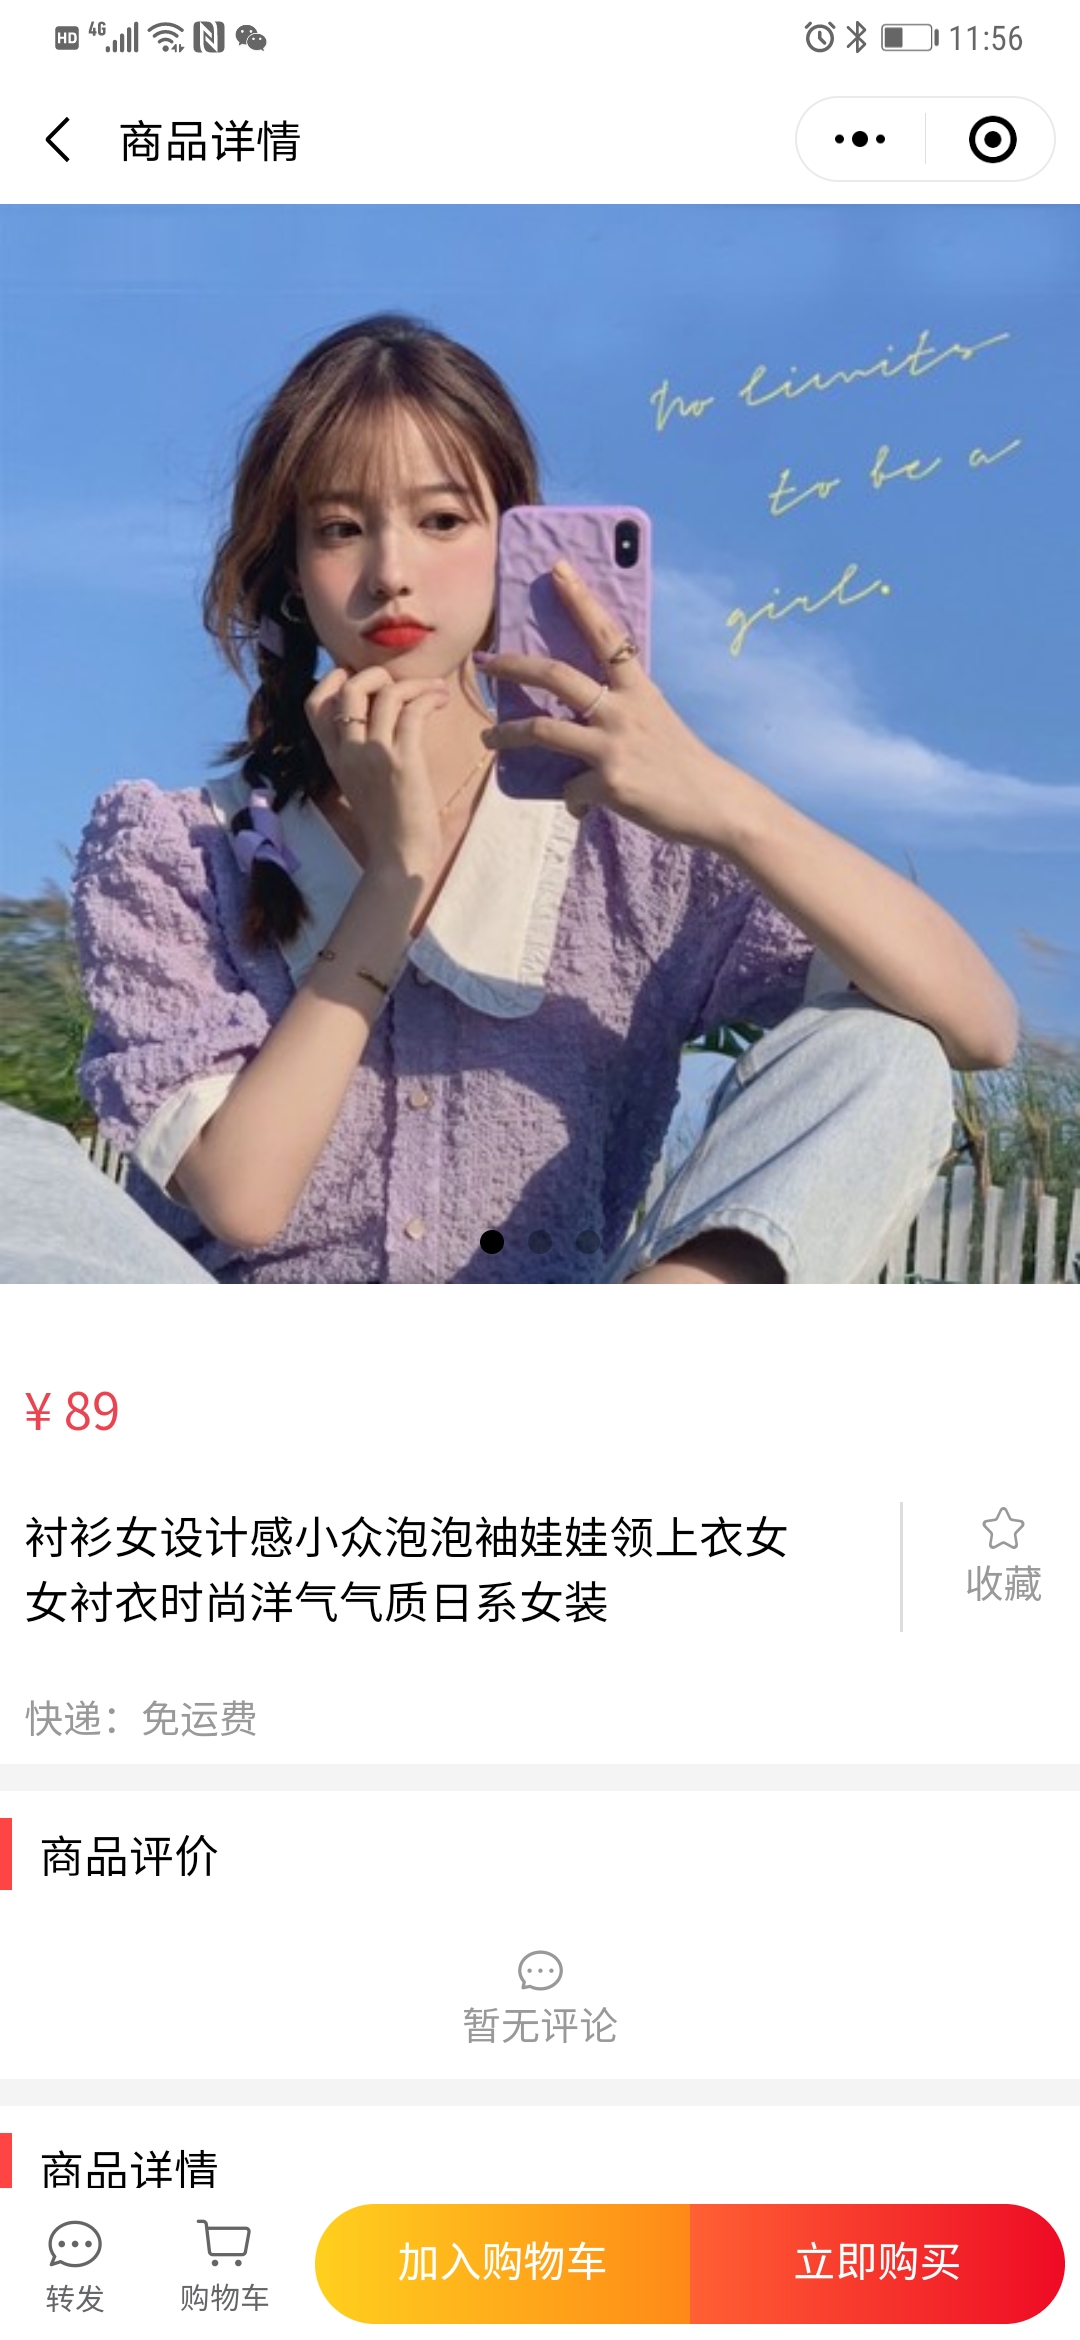 HD 4G 11:56
商品详情
no limits
to be a
girl.
¥ 89
衬衫女设计感小众泡泡袖娃娃领上衣女
女衬衣时尚洋气气质日系女装
收藏
快递：免运费
商品评价
暂无评论
商品详情
转发 购物车 加入购物车 立即购买